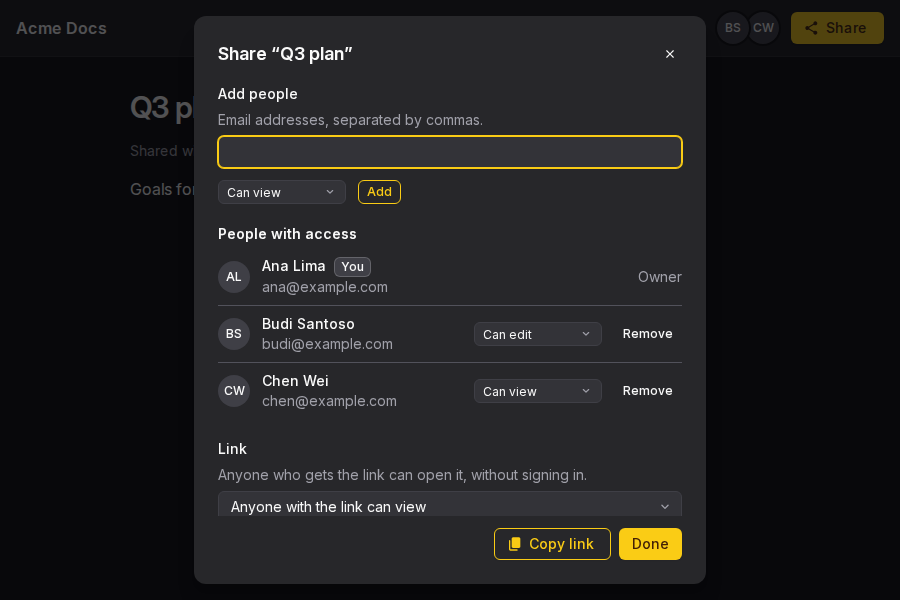 Acme Docs
BS
CW
Share
Q3 pl
Shared w
Goals for
Share “Q3 plan”
Add people
Email addresses, separated by commas.
Can view
Add
People with access
AL
Ana Lima
You
ana@example.com
Owner
BS
Budi Santoso
budi@example.com
Can edit
Remove
CW
Chen Wei
chen@example.com
Can view
Remove
Link
Anyone who gets the link can open it, without signing in.
Anyone with the link can view
Copy link
Done